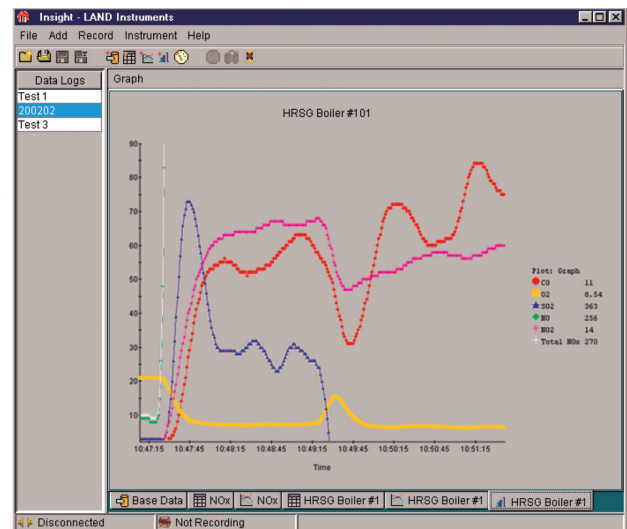 Insight - LAND Instruments
File Add Record Instrument Help
Data Logs
Graph
Test 1
200202
Test 3
HRSG Boiler #101
90
80
70
60
50
40
30
20
10
10:47:15 10:47:45 10:48:15 10:48:45 10:49:15 10:49:45 10:50:15 10:50:45 10:51:15
Time
Plot: Graph
CO 11
O2 8.54
SO2 363
NO 256
NO2 14
Total NOx 270
Base Data NOx NOx HRSG Boiler #1 HRSG Boiler #1 HRSG Boiler #1
Disconnected Not Recording